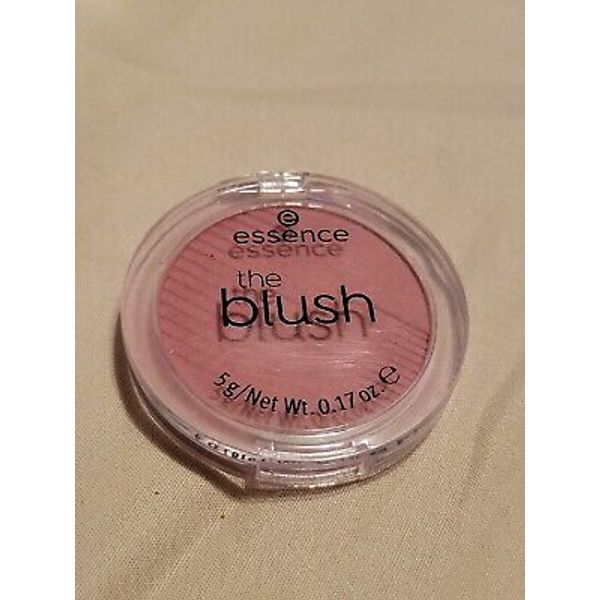 e
essence
the
blush
5g/Net Wt. 0.17 oz. ℮